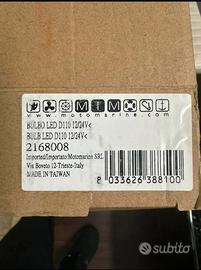 MTM
www.motomarine.com
BULBO LED D110 12/24V<
BULB LED D110 12/24V<
2168008
Imported/Importato:Motomarine SRL
Via Boveto 12-Trieste-Italy
MADE IN TAIWAN
8 033626 388100
subito